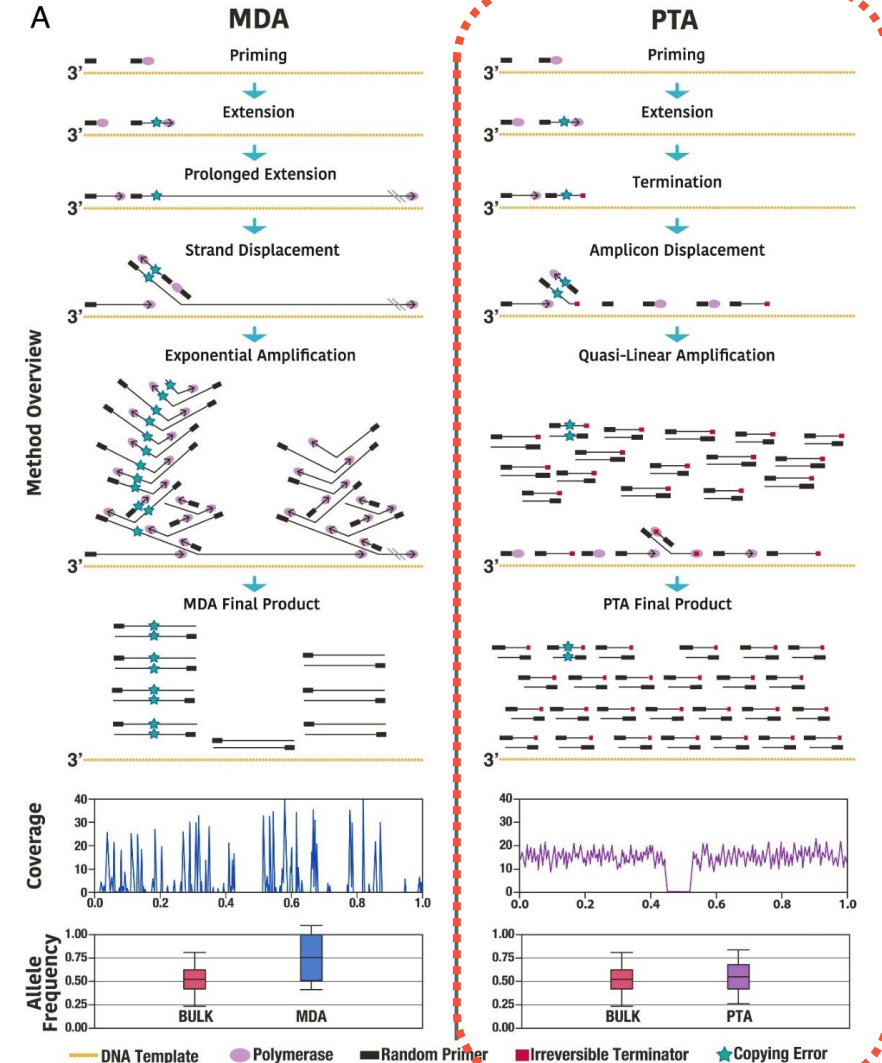 A
MDA
PTA
Method Overview
Priming
3'
Extension
3'
Prolonged Extension
3'
Strand Displacement
3'
Exponential Amplification
3'
MDA Final Product
3'
Priming
3'
Extension
3'
Termination
3'
Amplicon Displacement
3'
Quasi-Linear Amplification
3'
PTA Final Product
3'
Coverage
40
30
20
10
0
0.0 0.2 0.4 0.6 0.8 1.0
40
30
20
10
0
0.0 0.2 0.4 0.6 0.8 1.0
Allele
Frequency
1.00
0.75
0.50
0.25
0.00
BULK MDA
1.00
0.75
0.50
0.25
0.00
BULK PTA
DNA Template Polymerase Random Primer Irreversible Terminator Copying Error